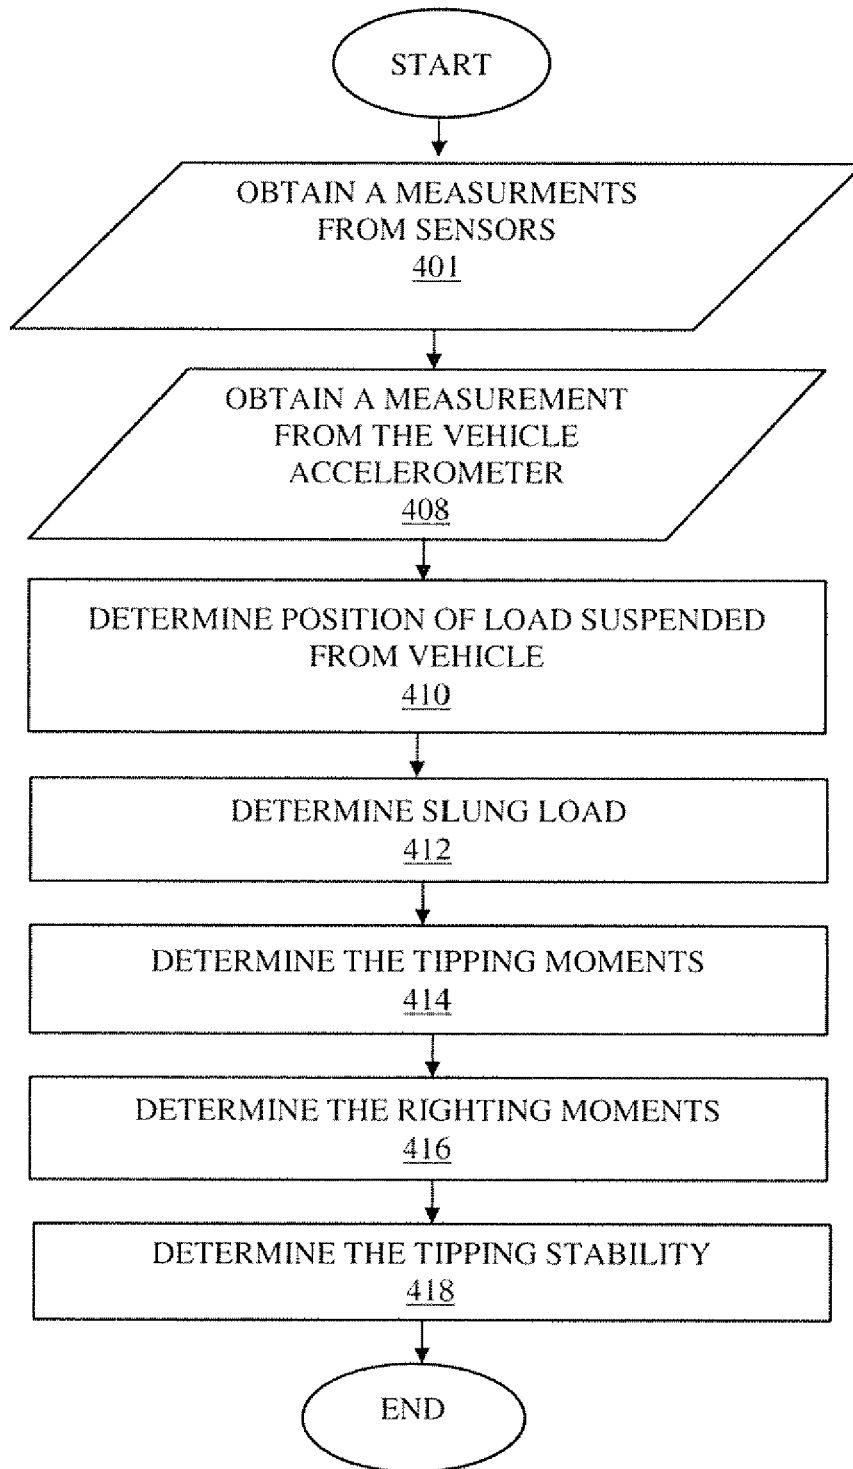 START
OBTAIN A MEASURMENTS
FROM SENSORS
401
OBTAIN A MEASUREMENT
FROM THE VEHICLE
ACCELEROMETER
408
DETERMINE POSITION OF LOAD SUSPENDED
FROM VEHICLE
410
DETERMINE SLUNG LOAD
412
DETERMINE THE TIPPING MOMENTS
414
DETERMINE THE RIGHTING MOMENTS
416
DETERMINE THE TIPPING STABILITY
418
END